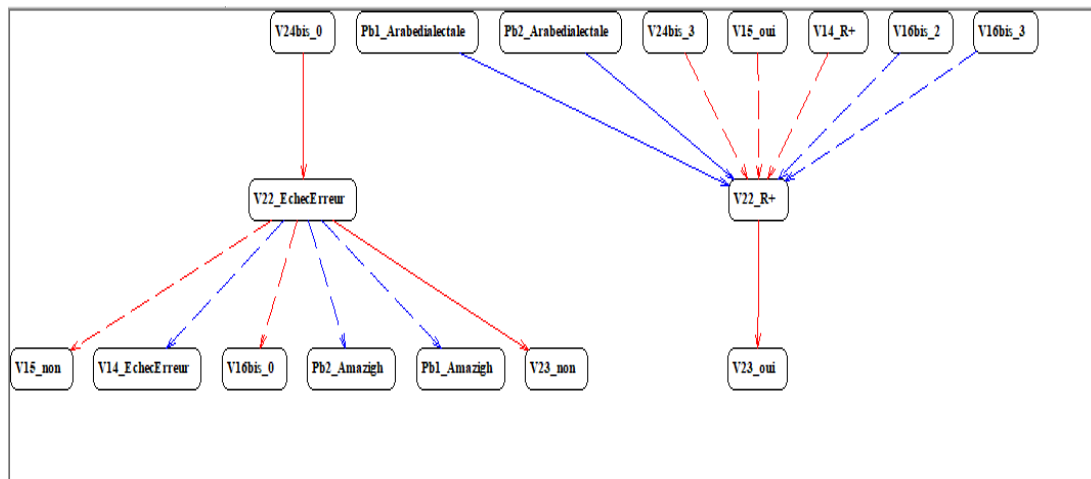 V24bis_0
Pb1_Arabedialectale
Pb2_Arabedialectale
V24bis_3
V15_oui
V14_R+
V16bis_2
V16bis_3
V22_EchecErreur
V22_R+
V15_non
V14_EchecErreur
V16bis_0
Pb2_Amazigh
Pb1_Amazigh
V23_non
V23_oui